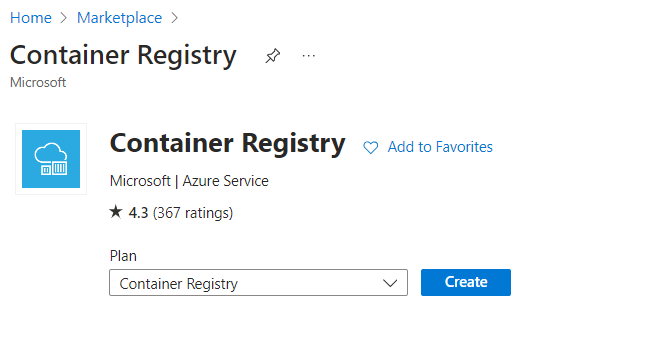 Home > Marketplace >
Container Registry
Microsoft
Container Registry
Add to Favorites
Microsoft | Azure Service
★ 4.3 (367 ratings)
Plan
Container Registry
Create